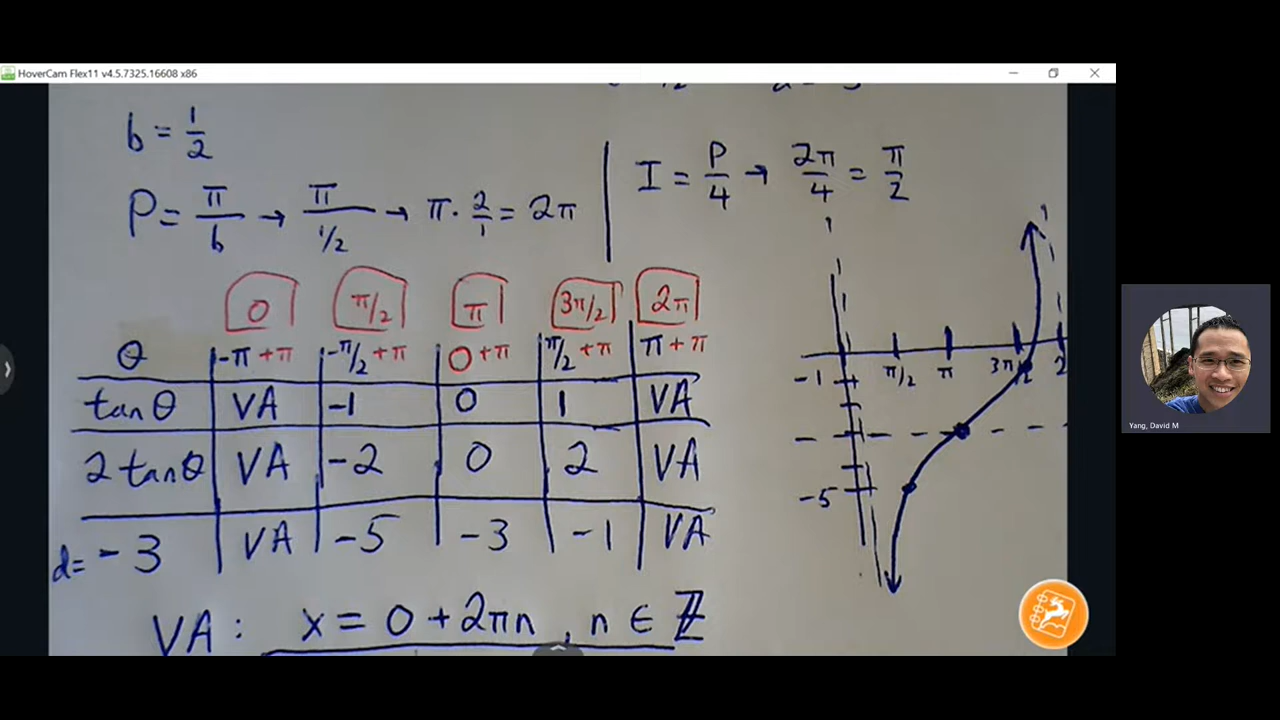 HoverCam Flex11 v4.5.7325.16608 x86
b = 1/2
P = π/b → π/(1/2) → π · 2/1 = 2π
I = P/4 → 2π/4 = π/2
0 π/2 π 3π/2 2π
θ -π + π -π/2 + π 0 + π π/2 + π π + π
tan θ VA -1 0 1 VA
2 tan θ VA -2 0 2 VA
d = -3 VA -5 -3 -1 VA
VA: x = 0 + 2πn, n ∈ ℤ
-1 π/2 π 3π/2 2
-5
Yang, David M